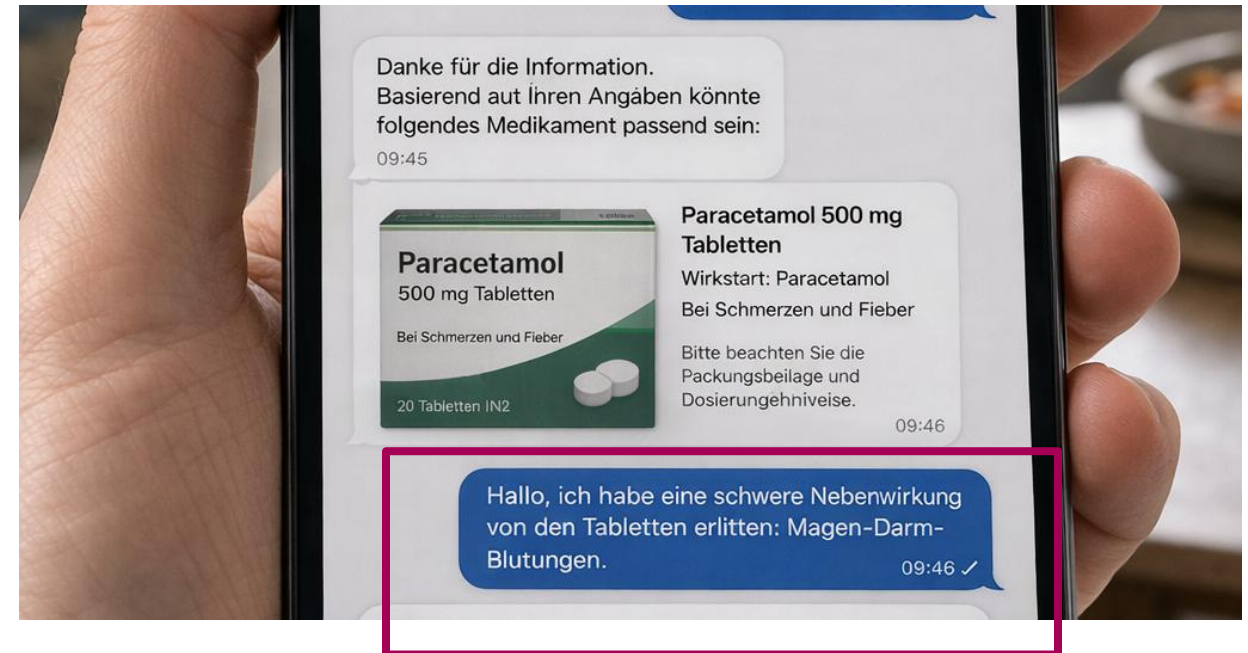 Danke für die Information.
Basierend aut Ihren Angaben könnte
folgendes Medikament passend sein:
09:45
Paracetamol
500 mg Tabletten
Bei Schmerzen und Fieber
20 Tabletten IN2
Paracetamol 500 mg
Tabletten
Wirkstart: Paracetamol
Bei Schmerzen und Fieber
Bitte beachten Sie die
Packungsbeilage und
Dosierungehniveise.
09:46
Hallo, ich habe eine schwere Nebenwirkung
von den Tabletten erlitten: Magen-Darm-
Blutungen.
09:46